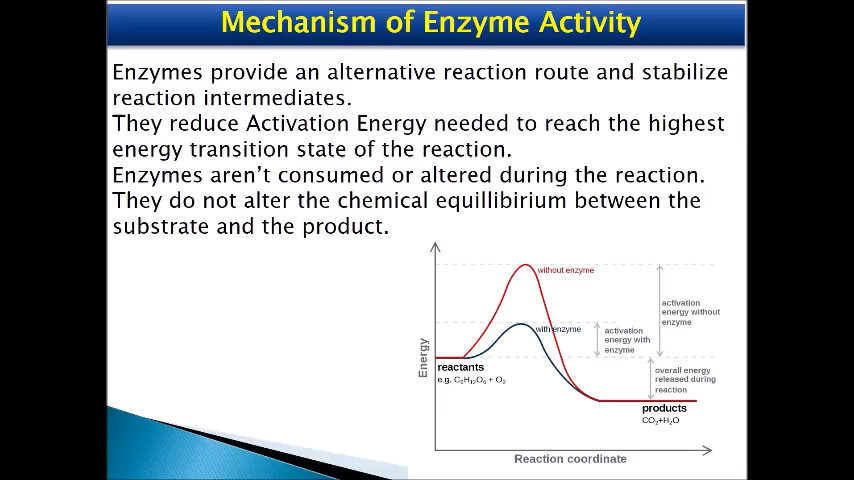 Mechanism of Enzyme Activity
Enzymes provide an alternative reaction route and stabilize
reaction intermediates.
They reduce Activation Energy needed to reach the highest
energy transition state of the reaction.
Enzymes aren’t consumed or altered during the reaction.
They do not alter the chemical equillibirium between the
substrate and the product.
without enzyme
with enzyme
activation
energy without
enzyme
activation
energy with
enzyme
Energy
reactants
e.g. C₆H₁₂O₆ + O₂
overall energy
released during
reaction
products
CO₂+H₂O
Reaction coordinate